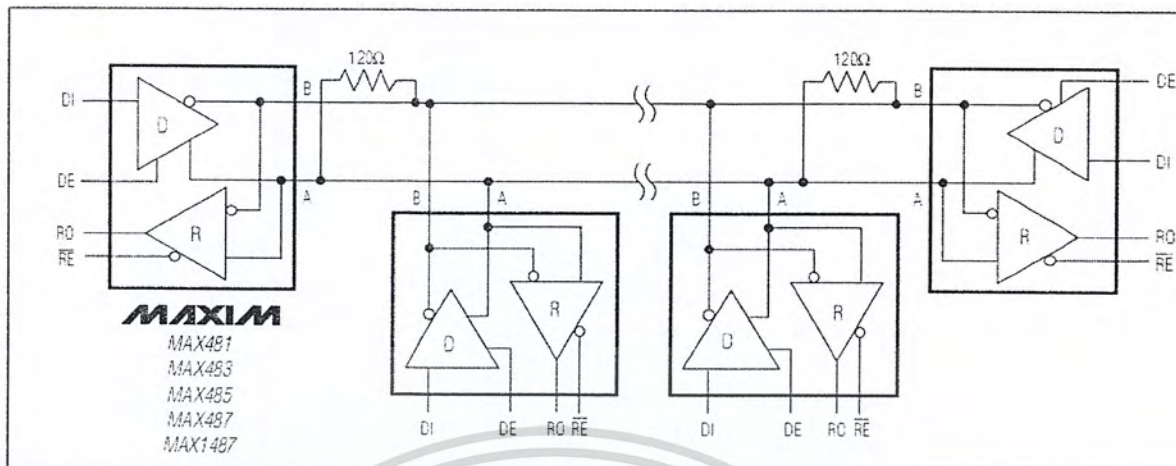 120Ω
120Ω
B
B
DE
DI
D
D
DI
DE
A
B
A
B
A
A
RO
R
R
RO
RE
RE
MAXIM
MAX481
MAX483
MAX485
MAX487
MAX1487
D
R
D
R
DI
DE
RO
RE
DI
DE
RO
RE